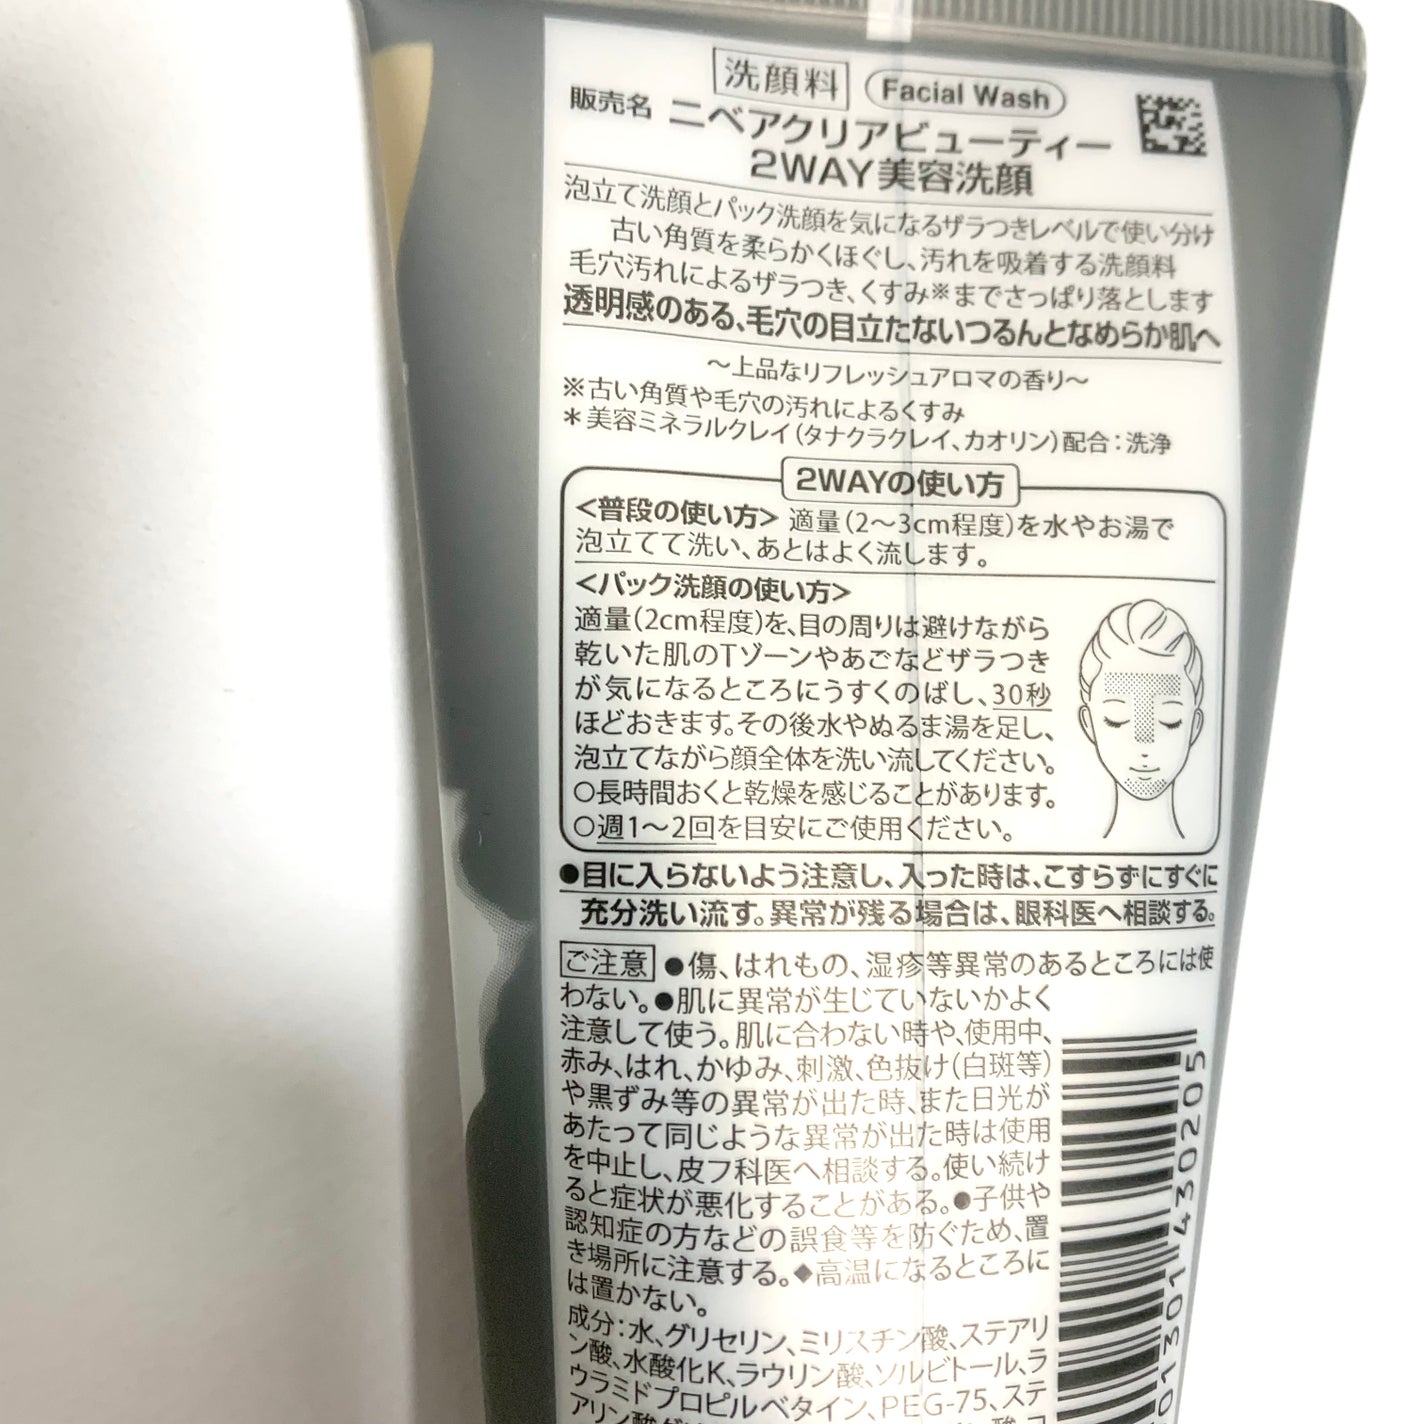 洗顔料 Facial Wash
販売名 ニベアクリアビューティー
2WAY美容洗顔
泡立て洗顔とパック洗顔を気になるザラつきレベルで使い分け
古い角質を柔らかくほぐし、汚れを吸着する洗顔料
毛穴汚れによるザラつき、くすみ※までさっぱり落とします
透明感のある、毛穴の目立たないつるんとなめらか肌へ
～上品なリフレッシュアロマの香り～
※古い角質や毛穴の汚れによるくすみ
＊美容ミネラルクレイ（タナクラクレイ、カオリン）配合：洗浄
2WAYの使い方
<普段の使い方> 適量（2～3cm程度）を水やお湯で
泡立てて洗い、あとはよく流します。
<パック洗顔の使い方>
適量（2cm程度）を、目の周りは避けながら
乾いた肌のTゾーンやあごなどザラつき
が気になるところにうすくのばし、30秒
ほどおきます。その後水やぬるま湯を足し、
泡立てながら顔全体を洗い流してください。
○長時間おくと乾燥を感じることがあります。
○週1～2回を目安にご使用ください。
●目に入らないよう注意し、入った時は、こすらずにすぐに
充分洗い流す。異常が残る場合は、眼科医へ相談する。
ご注意 ●傷、はれもの、湿疹等異常のあるところには使
わない。●肌に異常が生じていないかよく
注意して使う。肌に合わない時や、使用中、
赤み、はれ、かゆみ、刺激、色抜け（白斑等）
や黒ずみ等の異常が出た時、また日光が
あたって同じような異常が出た時は使用
を中止し、皮フ科医へ相談する。使い続け
ると症状が悪化することがある。●子供や
認知症の方などの誤食等を防ぐため、置
き場所に注意する。◆高温になるところに
は置かない。
成分：水、グリセリン、ミリスチン酸、ステアリ
ン酸、水酸化K、ラウリン酸、ソルビトール、ラ
ウラミドプロピルベタイン、PEG-75、ステ
アリン酸
01301 430205